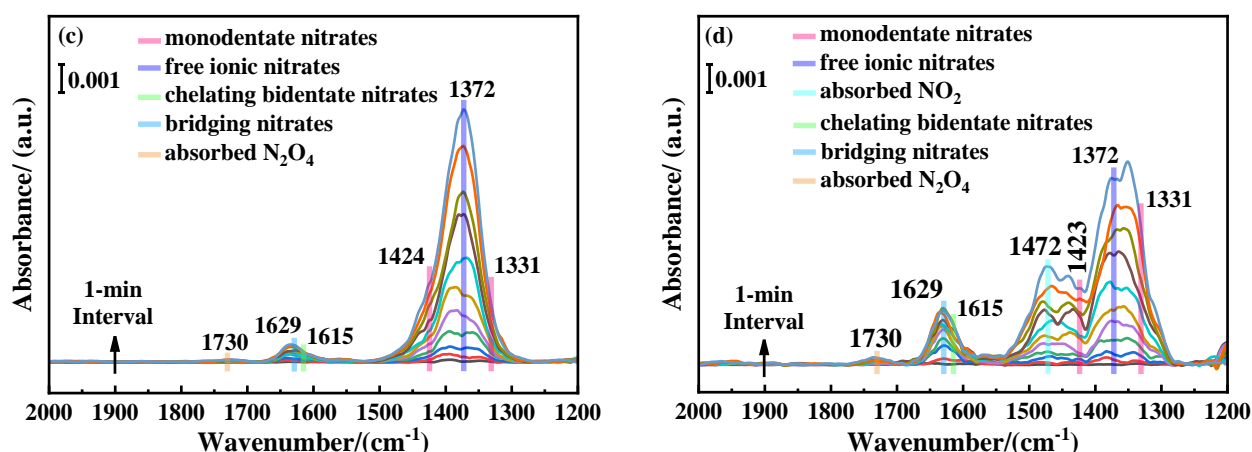 (c)
monodentate nitrates
0.001
free ionic nitrates
chelating bidentate nitrates
1372
bridging nitrates
absorbed N₂O₄
1424
1331
1-min
Interval
1730
1629
1615
2000 1900 1800 1700 1600 1500 1400 1300 1200
Wavenumber/(cm⁻¹)
Absorbance/ (a.u.)
(d)
monodentate nitrates
0.001
free ionic nitrates
absorbed NO₂
chelating bidentate nitrates
bridging nitrates
1372
absorbed N₂O₄
1331
1472
1423
1-min
Interval
1629
1615
1730
2000 1900 1800 1700 1600 1500 1400 1300 1200
Wavenumber/(cm⁻¹)
Absorbance/ (a.u.)